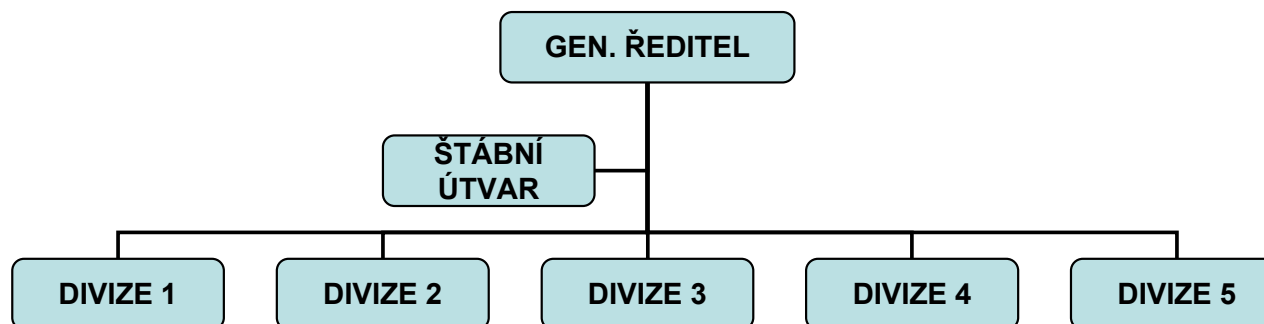 GEN. ŘEDITEL
ŠTÁBNÍ
ÚTVAR
DIVIZE 1
DIVIZE 2
DIVIZE 3
DIVIZE 4
DIVIZE 5